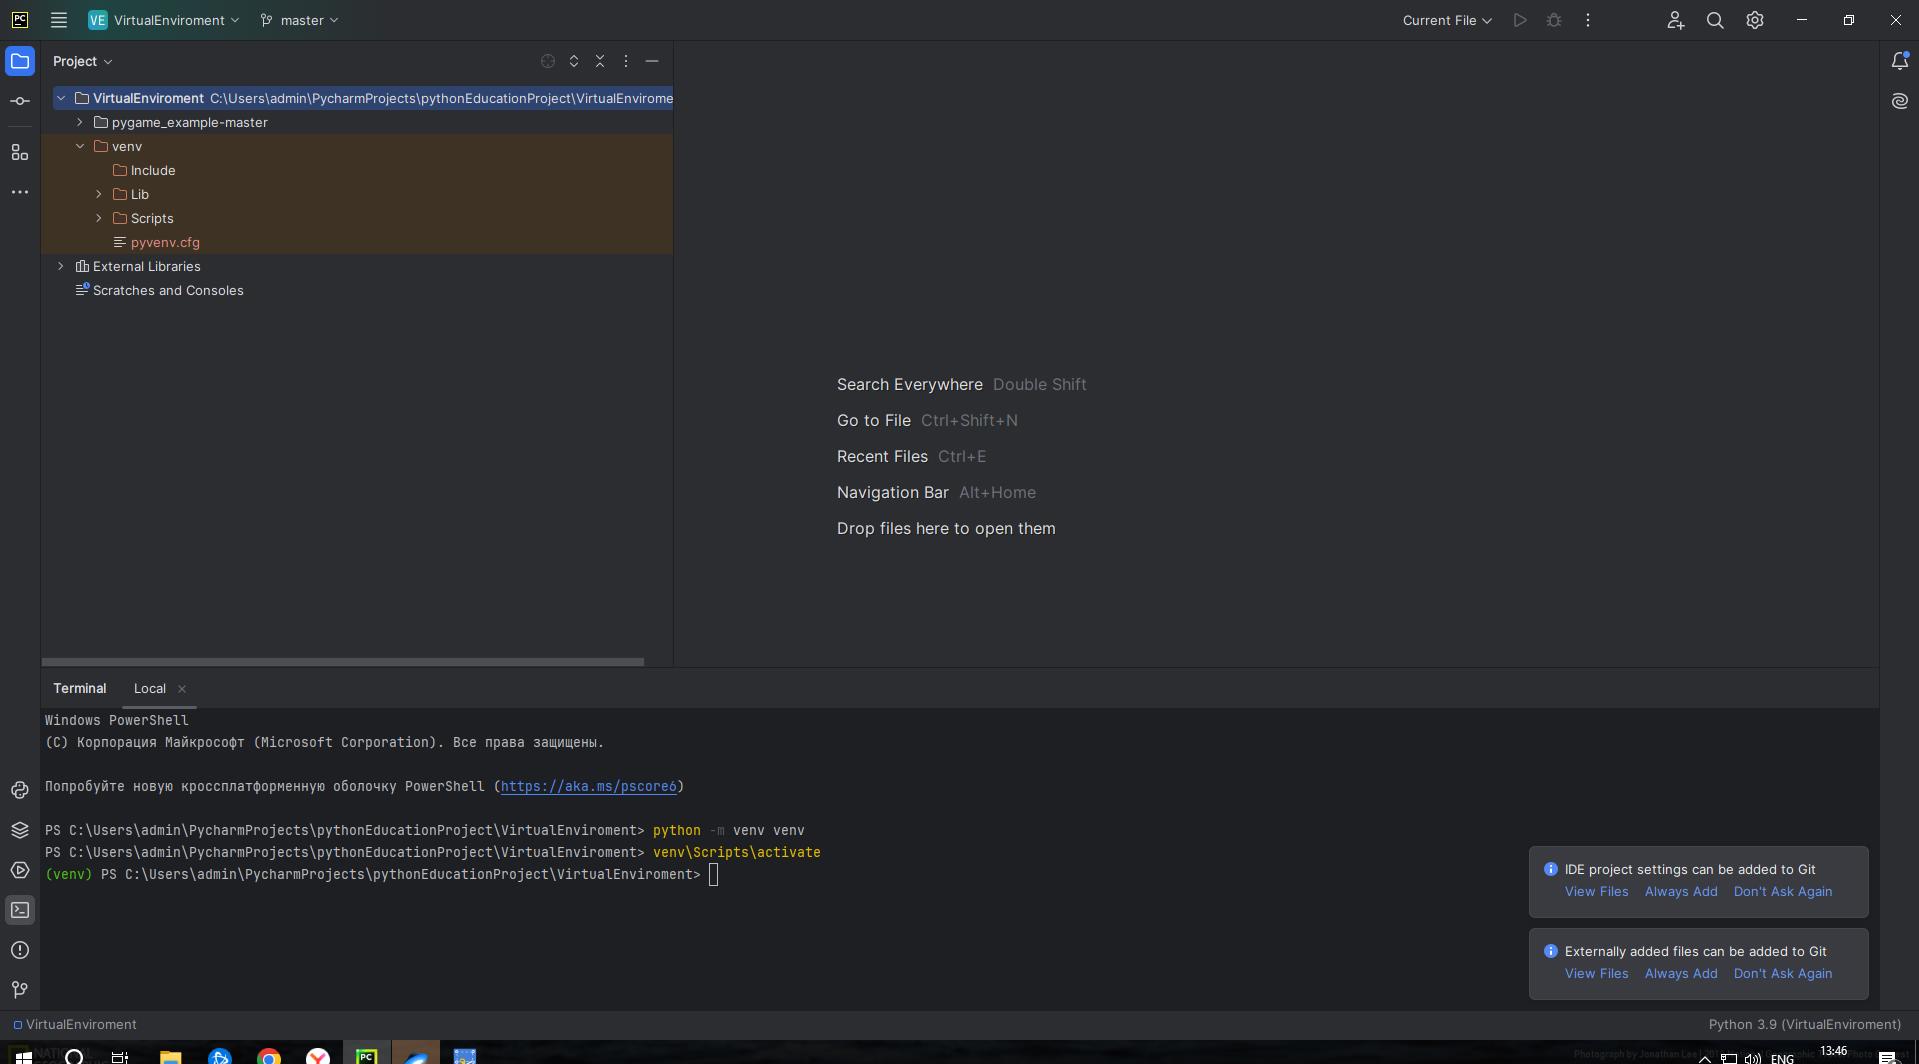 PC VE VirtualEnviroment master Current File
Project
VirtualEnviroment C:\Users\admin\PycharmProjects\pythonEducationProject\VirtualEnvirome
pygame_example-master
venv
Include
Lib
Scripts
pyvenv.cfg
External Libraries
Scratches and Consoles
Search Everywhere Double Shift
Go to File Ctrl+Shift+N
Recent Files Ctrl+E
Navigation Bar Alt+Home
Drop files here to open them
Terminal Local
Windows PowerShell
(C) Корпорация Майкрософт (Microsoft Corporation). Все права защищены.
Попробуйте новую кроссплатформенную оболочку PowerShell (https://aka.ms/pscore6)
PS C:\Users\admin\PycharmProjects\pythonEducationProject\VirtualEnviroment> python -m venv venv
PS C:\Users\admin\PycharmProjects\pythonEducationProject\VirtualEnviroment> venv\Scripts\activate
(venv) PS C:\Users\admin\PycharmProjects\pythonEducationProject\VirtualEnviroment>
IDE project settings can be added to Git
View Files Always Add Don't Ask Again
Externally added files can be added to Git
View Files Always Add Don't Ask Again
VirtualEnviroment Python 3.9 (VirtualEnviroment)
PC ENG 13:46